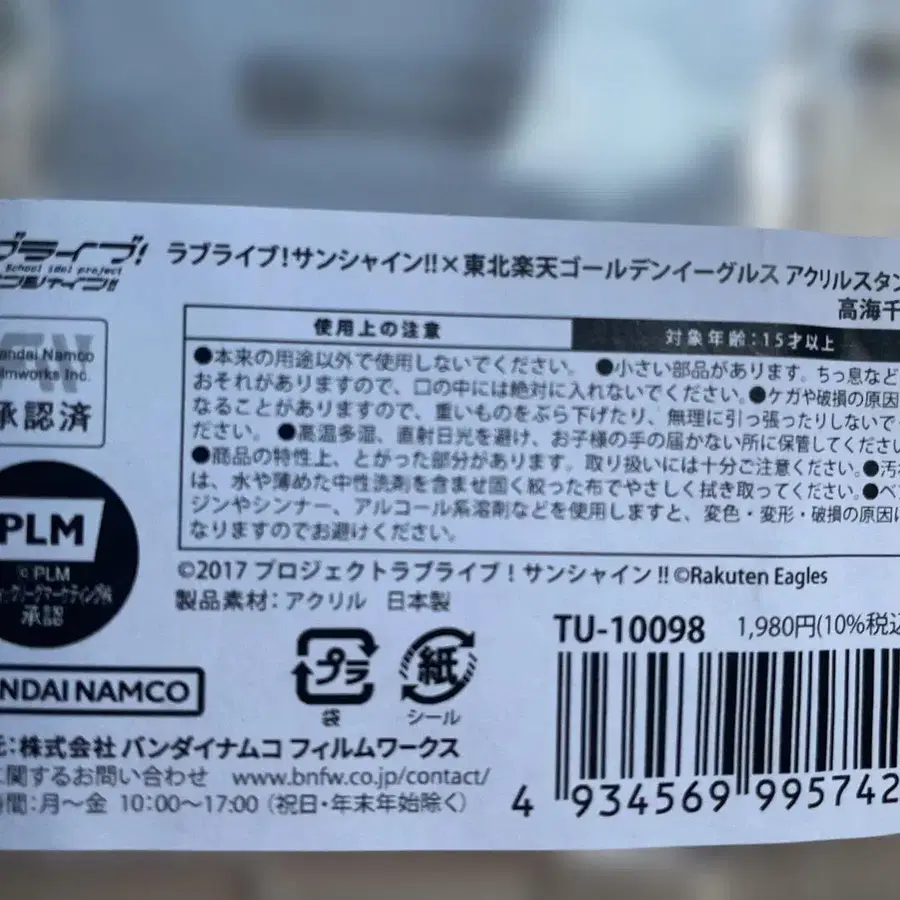 ブライブ!
School idol project
サンシャイン!!
ラブライブ!サンシャイン!!×東北楽天ゴールデンイーグルス アクリルスタン
高海千
andai Namco
lmworks Inc.
承認済
使用上の注意
対象年齢:15才以上
●本来の用途以外で使用しないでください。 ●小さい部品があります。ちっ息など
おそれがありますので、口の中には絶対に入れないでください。●ケガや破損の原因
なることがありますので、重いものをぶら下げたり、無理に引っ張ったりしないで
ださい。 ●高温多湿、直射日光を避け、お子様の手の届かない所に保管してください
●商品の特性上、とがった部分があります。取り扱いには十分ご注意ください。●汚
は、水や薄めた中性洗剤を含ませ固く絞った布でやさしく拭き取ってください。●ベ
ジンやシンナー、アルコール系溶剤などを使用しますと、変色・変形・破損の原因
なりますのでお避けください。
PLM
©PLM
承認
©2017 プロジェクトラブライブ!サンシャイン!! ©Rakuten Eagles
製品素材:アクリル 日本製
プラ
袋
紙
シール
TU-10098 1,980円(10%税込
ANDAI NAMCO
元:株式会社 バンダイナムコ フィルムワークス
に関するお問い合わせ www.bnfw.co.jp/contact/
時間:月~金 10:00~17:00 (祝日・年末年始除く)
4 934569 995742